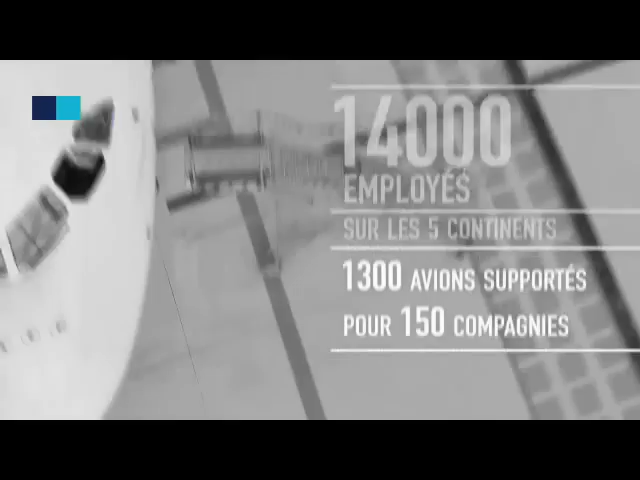 14000
EMPLOYÉS
SUR LES 5 CONTINENTS
1300 AVIONS SUPPORTÉS
POUR 150 COMPAGNIES